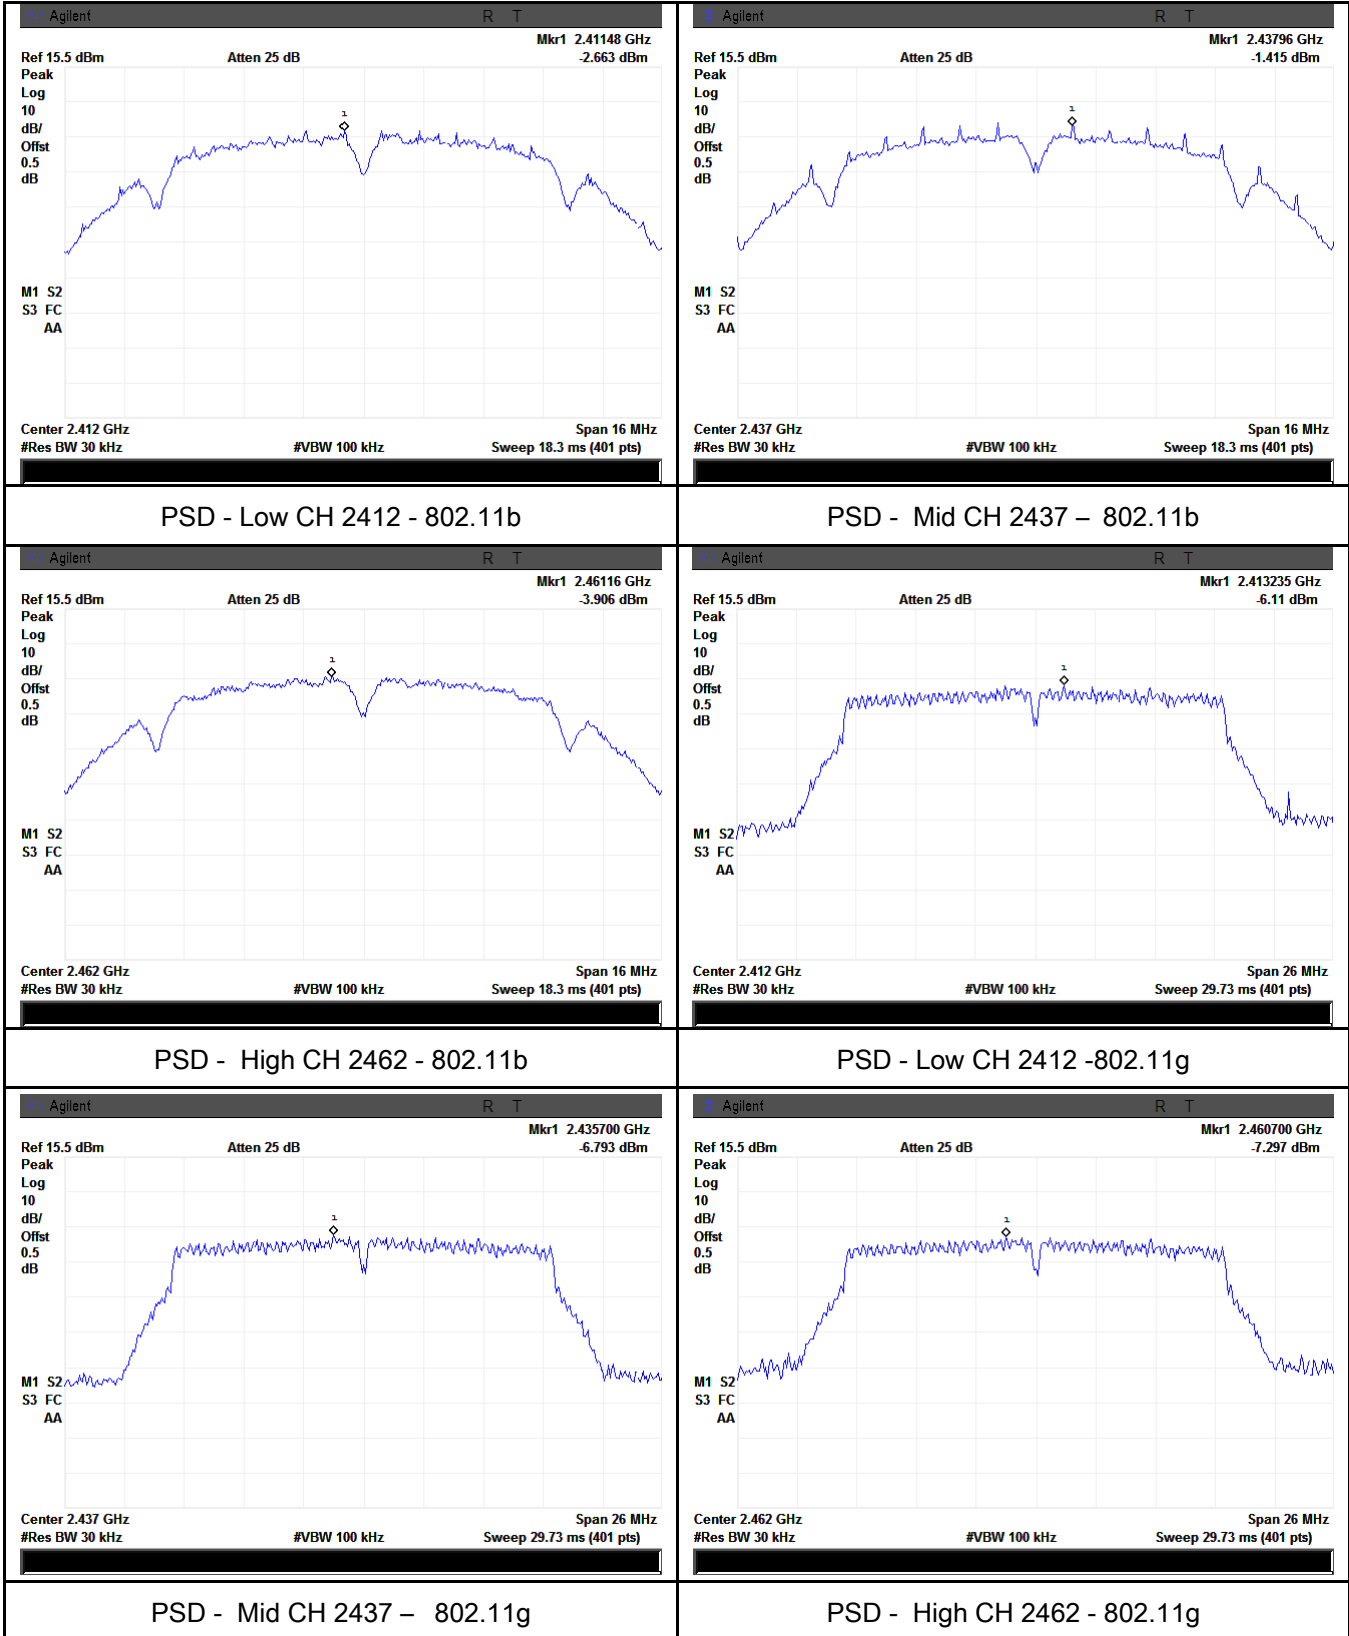 Agilent R T
Mkr1 2.41148 GHz
Ref 15.5 dBm Atten 25 dB -2.663 dBm
Peak
Log
10
dB/
Offst
0.5
dB
1
M1 S2
S3 FC
AA
Center 2.412 GHz Span 16 MHz
#Res BW 30 kHz #VBW 100 kHz Sweep 18.3 ms (401 pts)
PSD - Low CH 2412 - 802.11b
Agilent R T
Mkr1 2.43796 GHz
Ref 15.5 dBm Atten 25 dB -1.415 dBm
Peak
Log
10
dB/
Offst
0.5
dB
1
M1 S2
S3 FC
AA
Center 2.437 GHz Span 16 MHz
#Res BW 30 kHz #VBW 100 kHz Sweep 18.3 ms (401 pts)
PSD - Mid CH 2437 – 802.11b
Agilent R T
Mkr1 2.46116 GHz
Ref 15.5 dBm Atten 25 dB -3.906 dBm
Peak
Log
10
dB/
Offst
0.5
dB
1
M1 S2
S3 FC
AA
Center 2.462 GHz Span 16 MHz
#Res BW 30 kHz #VBW 100 kHz Sweep 18.3 ms (401 pts)
PSD - High CH 2462 - 802.11b
Agilent R T
Mkr1 2.413235 GHz
Ref 15.5 dBm Atten 25 dB -6.11 dBm
Peak
Log
10
dB/
Offst
0.5
dB
1
M1 S2
S3 FC
AA
Center 2.412 GHz Span 26 MHz
#Res BW 30 kHz #VBW 100 kHz Sweep 29.73 ms (401 pts)
PSD - Low CH 2412 -802.11g
Agilent R T
Mkr1 2.435700 GHz
Ref 15.5 dBm Atten 25 dB -6.793 dBm
Peak
Log
10
dB/
Offst
0.5
dB
1
M1 S2
S3 FC
AA
Center 2.437 GHz Span 26 MHz
#Res BW 30 kHz #VBW 100 kHz Sweep 29.73 ms (401 pts)
PSD - Mid CH 2437 – 802.11g
Agilent R T
Mkr1 2.460700 GHz
Ref 15.5 dBm Atten 25 dB -7.297 dBm
Peak
Log
10
dB/
Offst
0.5
dB
1
M1 S2
S3 FC
AA
Center 2.462 GHz Span 26 MHz
#Res BW 30 kHz #VBW 100 kHz Sweep 29.73 ms (401 pts)
PSD - High CH 2462 - 802.11g